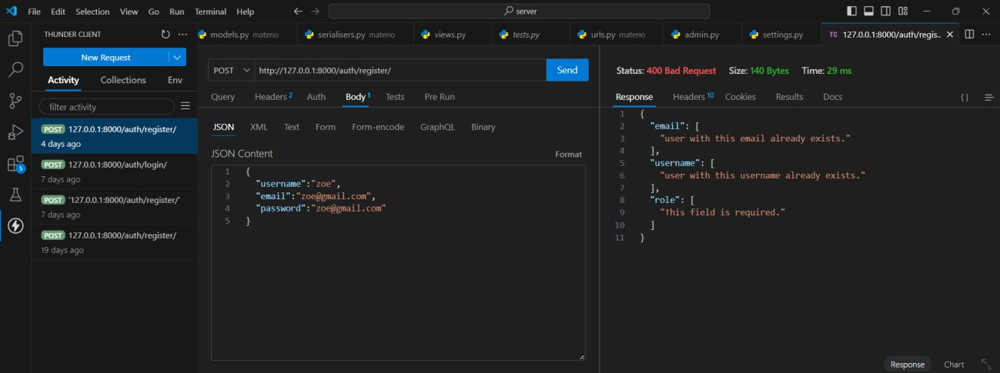 File Edit Selection View Go Run Terminal Help server
THUNDER CLIENT
New Request
Activity Collections Env
filter activity
POST 127.0.0.1:8000/auth/register/
4 days ago
POST 127.0.0.1:8000/auth/login/
7 days ago
POST '127.0.0.1:8000/auth/register/'
7 days ago
POST 127.0.0.1:8000/auth/register/
19 days ago
5
models.py materio serialisers.py materio views.py tests.py urls.py materio admin.py settings.py TC 127.0.0.1:8000/auth/regis..
POST http://127.0.0.1:8000/auth/register/ Send
Query Headers 2 Auth Body 1 Tests Pre Run
JSON XML Text Form Form-encode GraphQL Binary
JSON Content Format
1 {
2 "username":"zoe",
3 "email":"zoe@gmail.com",
4 "password":"zoe@gmail.com"
5 }
Status: 400 Bad Request Size: 140 Bytes Time: 29 ms
Response Headers 10 Cookies Results Docs { }
1 {
2 "email": [
3 "user with this email already exists."
4 ],
5 "username": [
6 "user with this username already exists."
7 ],
8 "role": [
9 "This field is required."
10 ]
11 }
Response Chart